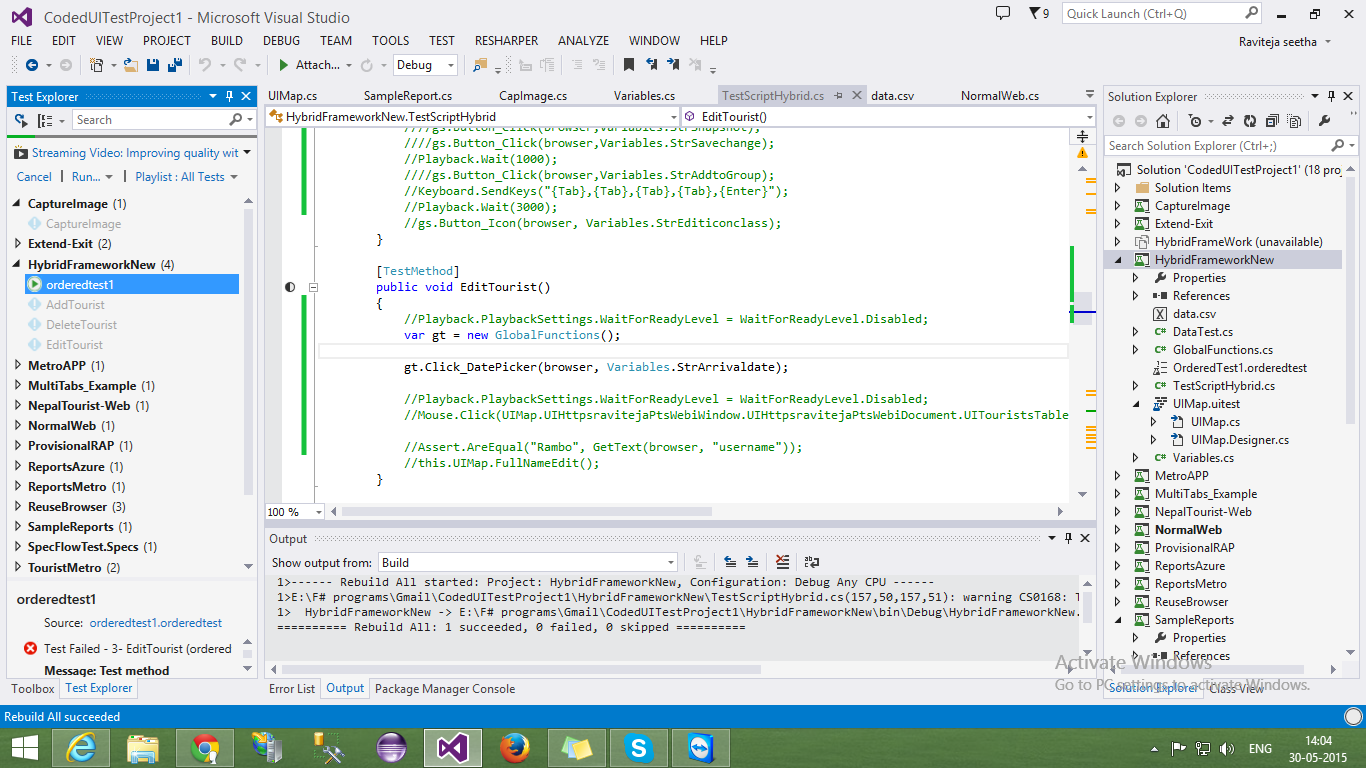 CodedUITestProject1 - Microsoft Visual Studio
9
Quick Launch (Ctrl+Q)
FILE EDIT VIEW PROJECT BUILD DEBUG TEAM TOOLS TEST RESHARPER ANALYZE WINDOW HELP
Raviteja seetha
Attach... Debug
Test Explorer
Search
Streaming Video: Improving quality wit
Cancel Run... Playlist : All Tests
CaptureImage (1)
CaptureImage
Extend-Exit (2)
HybridFrameworkNew (4)
orderedtest1
AddTourist
DeleteTourist
EditTourist
MetroAPP (1)
MultiTabs_Example (1)
NepalTourist-Web (1)
NormalWeb (1)
ProvisionalRAP (1)
ReportsAzure (1)
ReportsMetro (1)
ReuseBrowser (3)
SampleReports (1)
SpecFlowTest.Specs (1)
TouristMetro (2)
orderedtest1
Source: orderedtest1.orderedtest
Test Failed - 3- EditTourist (ordered
Message: Test method
Toolbox Test Explorer
UIMap.cs SampleReport.cs CapImage.cs Variables.cs TestScriptHybrid.cs data.csv NormalWeb.cs
HybridFrameworkNew.TestScriptHybrid EditTourist()
////gs.Button_Click(browser,Variables.StrSnapshot);
////gs.Button_Click(browser,Variables.StrSavechange);
//Playback.Wait(1000);
////gs.Button_Click(browser,Variables.StrAddtoGroup);
//Keyboard.SendKeys("{Tab},{Tab},{Tab},{Tab},{Enter}");
//Playback.Wait(3000);
//gs.Button_Icon(browser, Variables.StrEditiconclass);
}
[TestMethod]
public void EditTourist()
{
//Playback.PlaybackSettings.WaitForReadyLevel = WaitForReadyLevel.Disabled;
var gt = new GlobalFunctions();
gt.Click_DatePicker(browser, Variables.StrArrivaldate);
//Playback.PlaybackSettings.WaitForReadyLevel = WaitForReadyLevel.Disabled;
//Mouse.Click(UIMap.UIHttpsravitejaPtsWebiWindow.UIHttpsravitejaPtsWebiDocument.UITouristsTable
//Assert.AreEqual("Rambo", GetText(browser, "username"));
//this.UIMap.FullNameEdit();
}
100 %
Output
Show output from: Build
1>------ Rebuild All started: Project: HybridFrameworkNew, Configuration: Debug Any CPU ------
1>E:\F# programs\Gmail\CodedUITestProject1\HybridFrameworkNew\TestScriptHybrid.cs(157,50,157,51): warning CS0168: T
1>  HybridFrameworkNew -> E:\F# programs\Gmail\CodedUITestProject1\HybridFrameworkNew\bin\Debug\HybridFrameworkNew.
========== Rebuild All: 1 succeeded, 0 failed, 0 skipped ==========
Error List Output Package Manager Console
Solution Explorer
Search Solution Explorer (Ctrl+;)
Solution 'CodedUITestProject1' (18 proj
Solution Items
CaptureImage
Extend-Exit
HybridFrameWork (unavailable)
HybridFrameworkNew
Properties
References
data.csv
DataTest.cs
GlobalFunctions.cs
OrderedTest1.orderedtest
TestScriptHybrid.cs
UIMap.uitest
UIMap.cs
UIMap.Designer.cs
Variables.cs
MetroAPP
MultiTabs_Example
NepalTourist-Web
NormalWeb
ProvisionalRAP
ReportsAzure
ReportsMetro
ReuseBrowser
SampleReports
Properties
References
Activate Windows
Go to PC settings to activate Windows.
Solution Explorer Class View
Rebuild All succeeded
ENG
14:04
30-05-2015